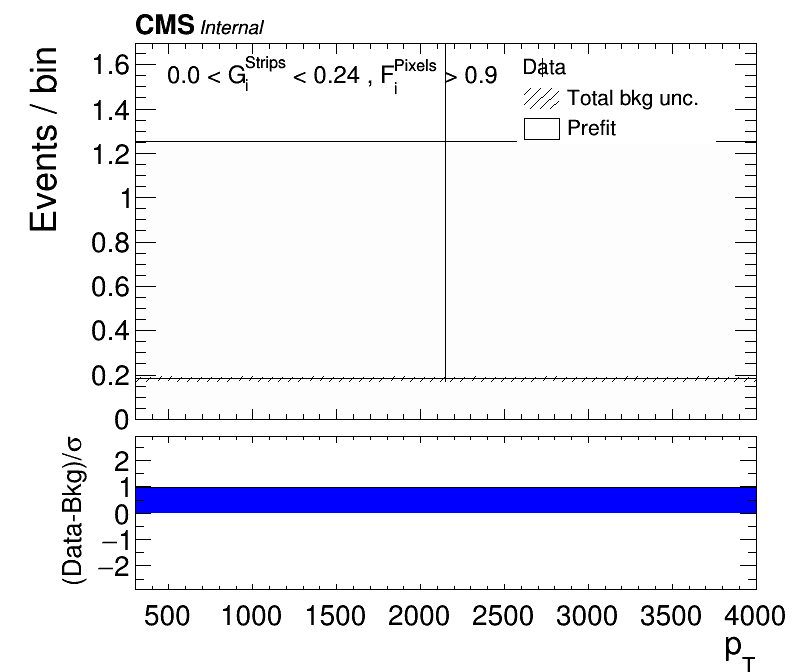 CMS Internal
0.0 < G_i^Strips < 0.24 , F_i^Pixels > 0.9
Data
Total bkg unc.
Prefit
Events / bin
1.6
1.4
1.2
1
0.8
0.6
0.4
0.2
0
(Data-Bkg)/σ
2
1
0
−1
−2
500 1000 1500 2000 2500 3000 3500 4000
p_T